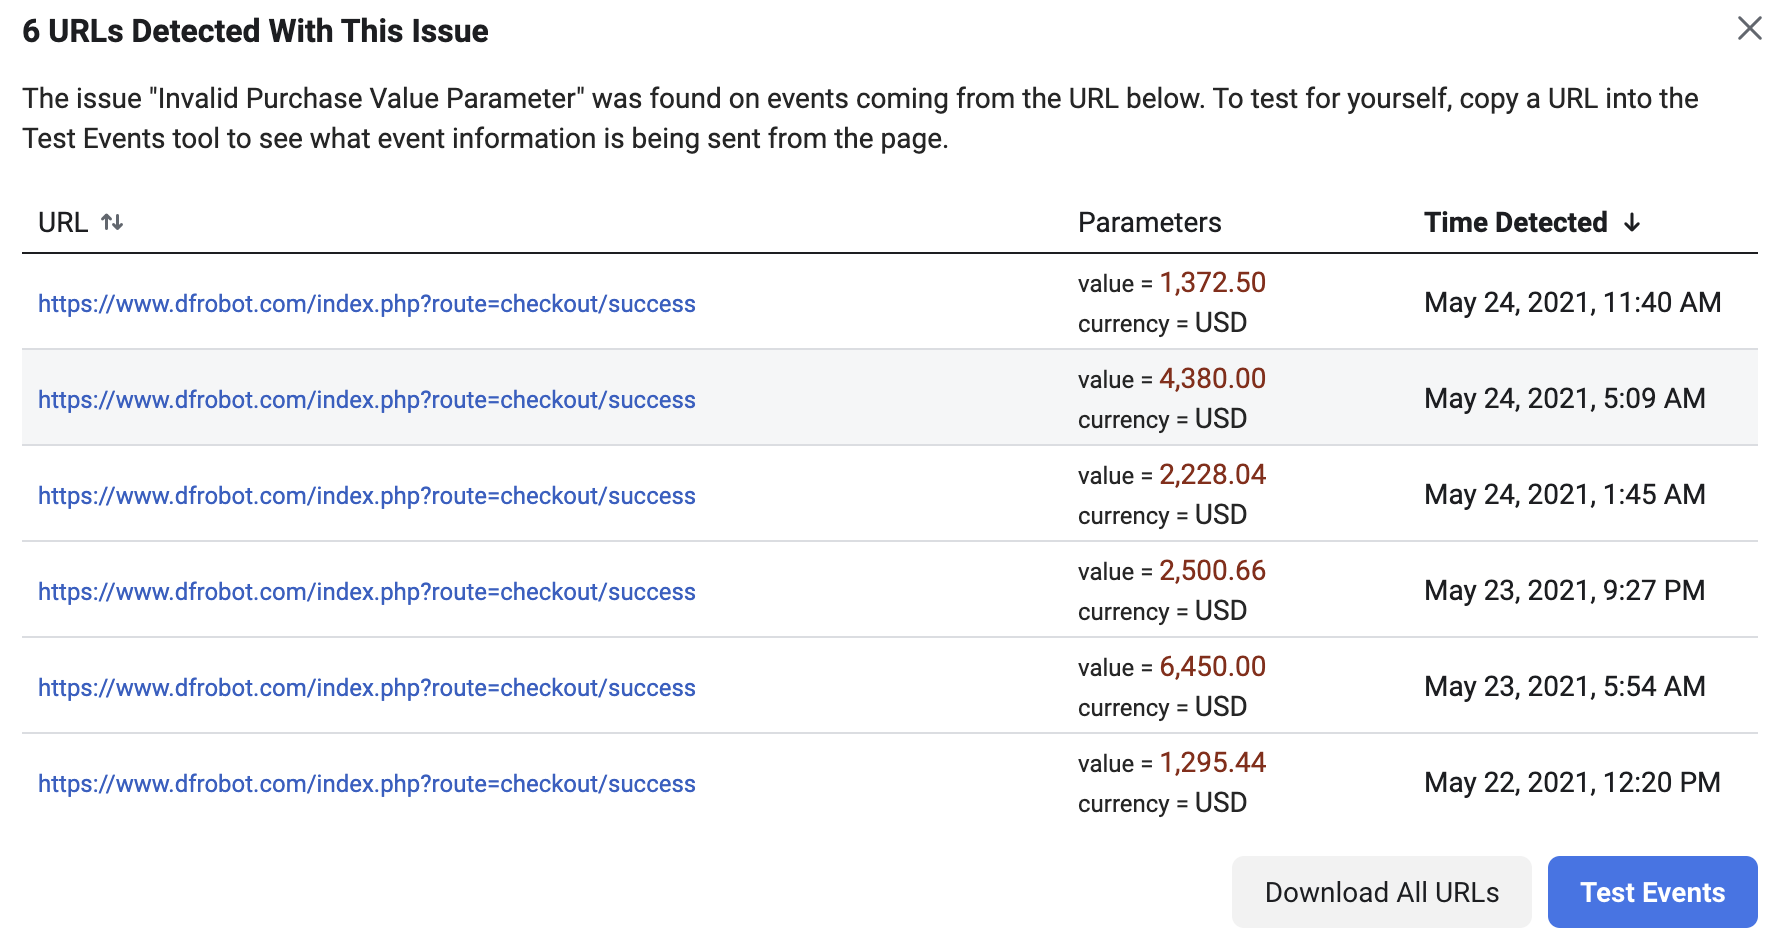 6 URLs Detected With This Issue
The issue "Invalid Purchase Value Parameter" was found on events coming from the URL below. To test for yourself, copy a URL into the
Test Events tool to see what event information is being sent from the page.
URL Parameters Time Detected
https://www.dfrobot.com/index.php?route=checkout/success
value = 1,372.50
currency = USD
May 24, 2021, 11:40 AM
https://www.dfrobot.com/index.php?route=checkout/success
value = 4,380.00
currency = USD
May 24, 2021, 5:09 AM
https://www.dfrobot.com/index.php?route=checkout/success
value = 2,228.04
currency = USD
May 24, 2021, 1:45 AM
https://www.dfrobot.com/index.php?route=checkout/success
value = 2,500.66
currency = USD
May 23, 2021, 9:27 PM
https://www.dfrobot.com/index.php?route=checkout/success
value = 6,450.00
currency = USD
May 23, 2021, 5:54 AM
https://www.dfrobot.com/index.php?route=checkout/success
value = 1,295.44
currency = USD
May 22, 2021, 12:20 PM
Download All URLs Test Events